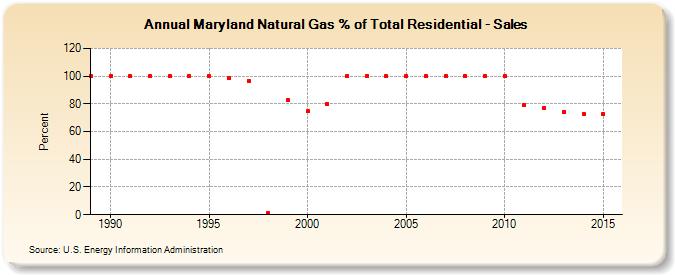 Annual Maryland Natural Gas % of Total Residential - Sales
120
100
80
60
40
20
0
Percent
1990 1995 2000 2005 2010 2015
Source: U.S. Energy Information Administration